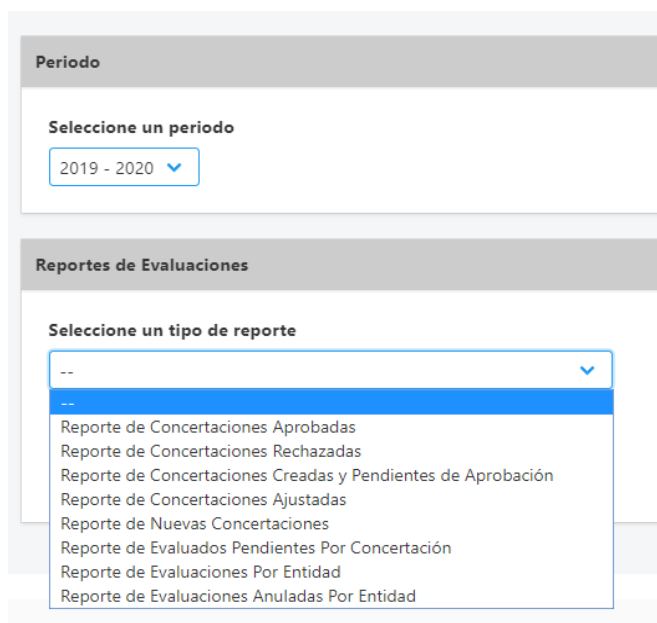 Periodo
Seleccione un periodo
2019 - 2020
Reportes de Evaluaciones
Seleccione un tipo de reporte
--
--
Reporte de Concertaciones Aprobadas
Reporte de Concertaciones Rechazadas
Reporte de Concertaciones Creadas y Pendientes de Aprobación
Reporte de Concertaciones Ajustadas
Reporte de Nuevas Concertaciones
Reporte de Evaluados Pendientes Por Concertación
Reporte de Evaluaciones Por Entidad
Reporte de Evaluaciones Anuladas Por Entidad